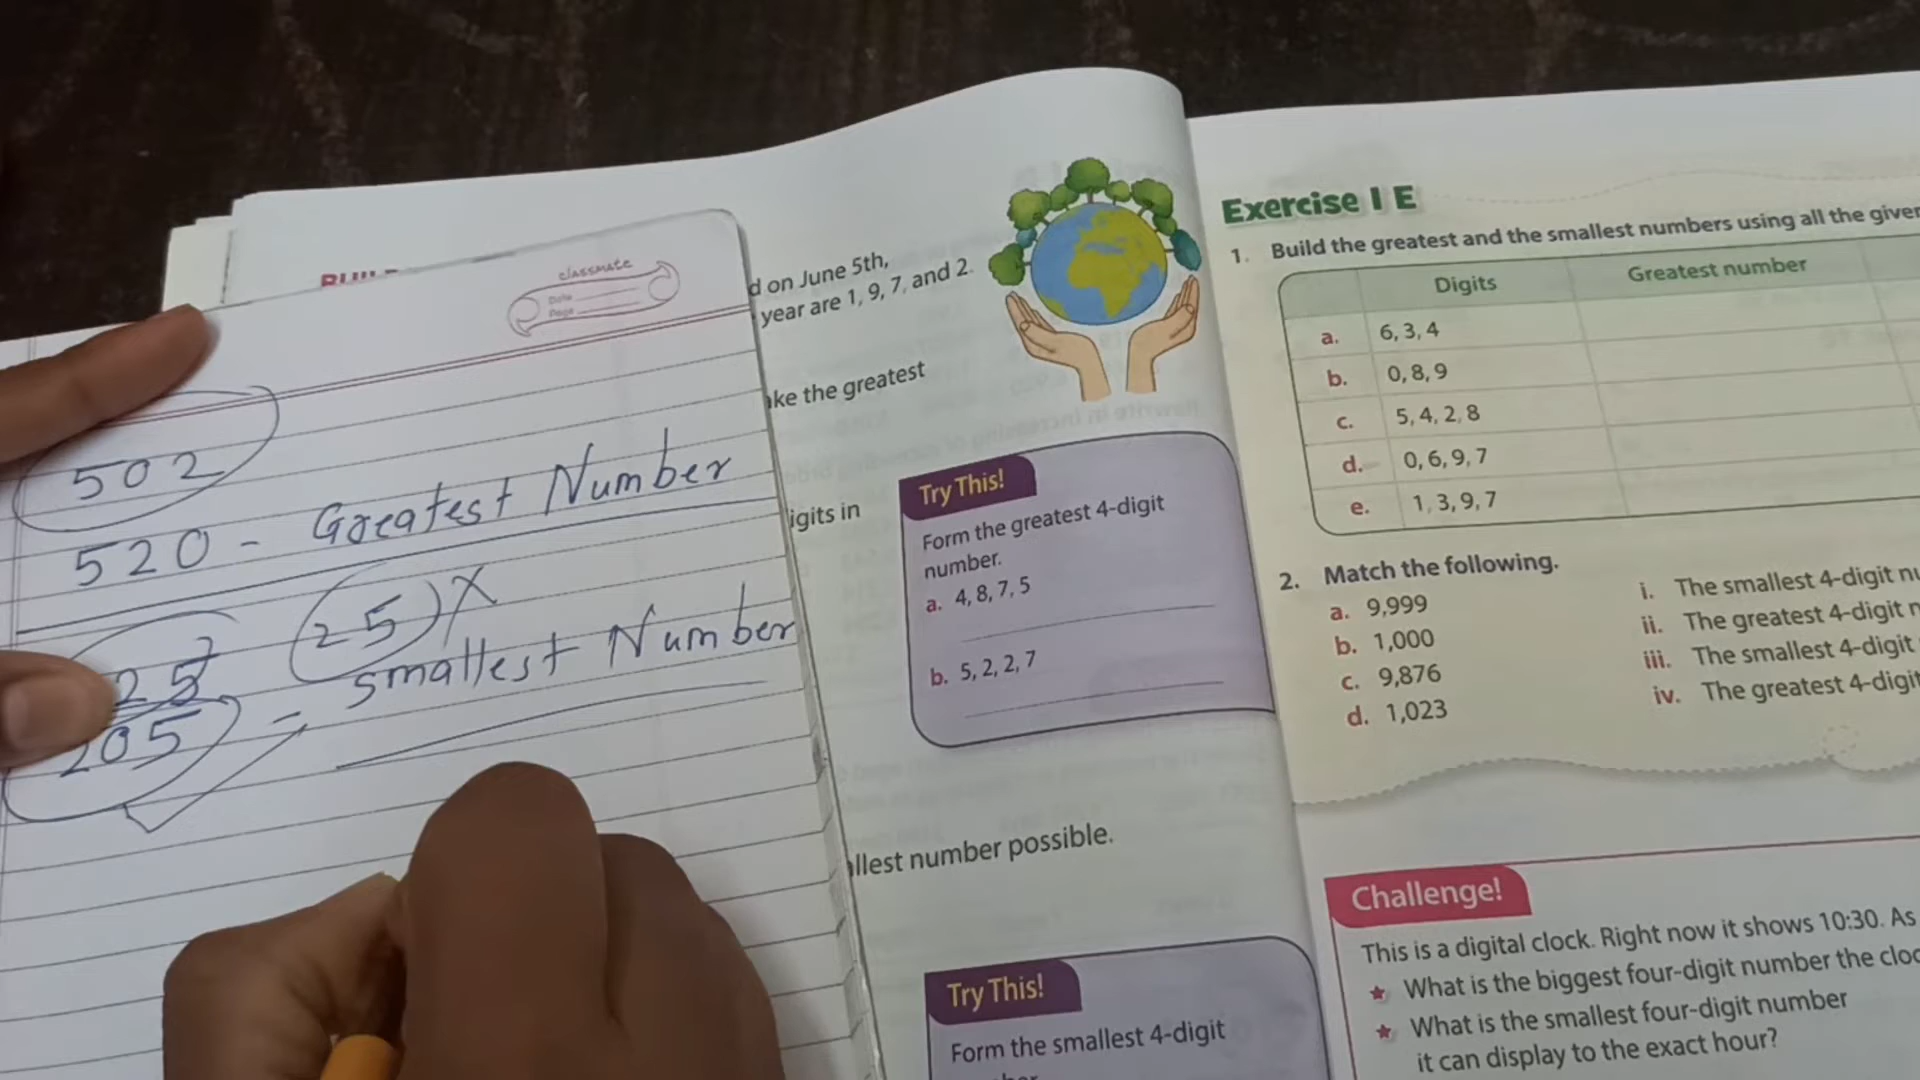 classmate
Date
Page
502
520 - Greatest Number
25 X
205 - smallest Number
d on June 5th,
year are 1, 9, 7, and 2.
ke the greatest
igits in
Try This!
Form the greatest 4-digit
number.
a. 4, 8, 7, 5
b. 5, 2, 2, 7
llest number possible.
Try This!
Form the smallest 4-digit
Exercise 1 E
1. Build the greatest and the smallest numbers using all the given
Digits Greatest number
a. 6, 3, 4
b. 0, 8, 9
c. 5, 4, 2, 8
d. 0, 6, 9, 7
e. 1, 3, 9, 7
2. Match the following.
a. 9,999
b. 1,000
c. 9,876
d. 1,023
i. The smallest 4-digit
ii. The greatest 4-digit
iii. The smallest 4-digit
iv. The greatest 4-digit
Challenge!
This is a digital clock. Right now it shows 10:30. As
★ What is the biggest four-digit number the
★ What is the smallest four-digit number
it can display to the exact hour?